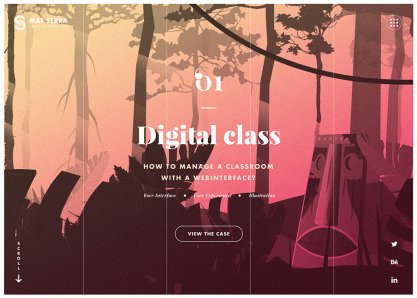 MAT SERRA
01
Digital class
HOW TO MANAGE A CLASSROOM
WITH A WEBINTERFACE?
User Interface • User Experience • Illustration
VIEW THE CASE
SCROLL
Bē
in